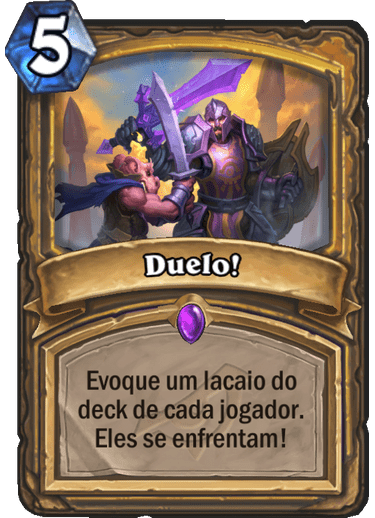 5
Duelo!
Evoque um lacaio do
deck de cada jogador.
Eles se enfrentam!